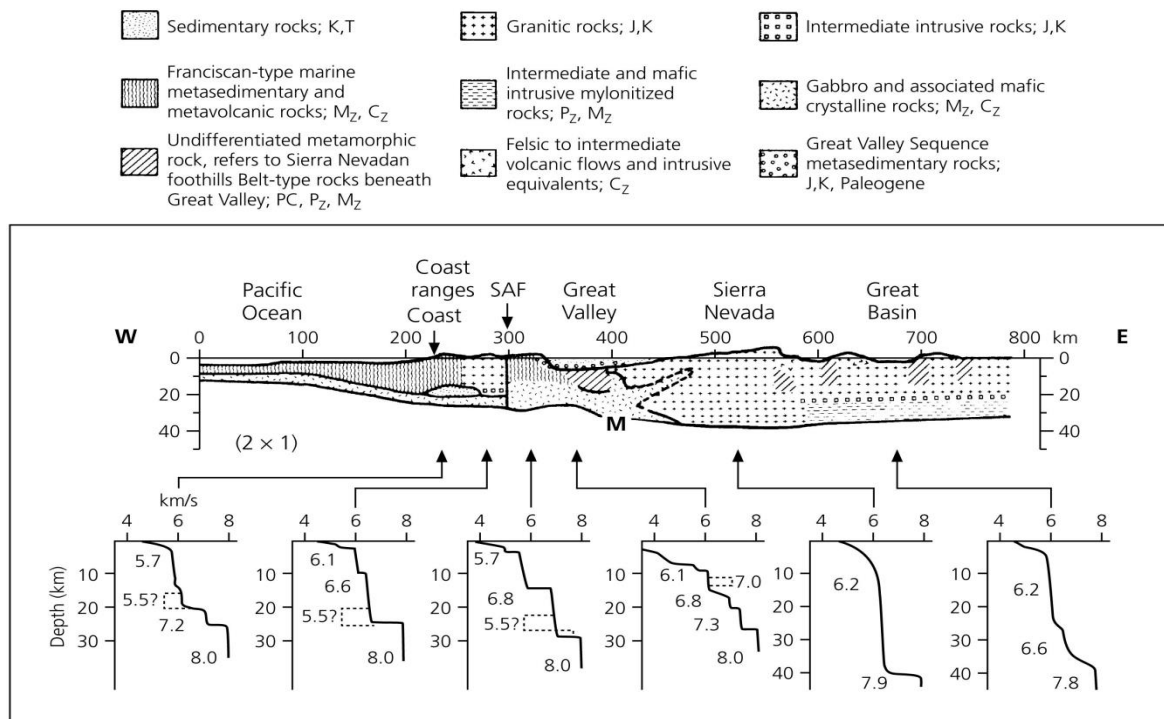 Sedimentary rocks; K,T
Granitic rocks; J,K
Intermediate intrusive rocks; J,K
Franciscan-type marine
metasedimentary and
metavolcanic rocks; MZ, CZ
Intermediate and mafic
intrusive mylonitized
rocks; PZ, MZ
Gabbro and associated mafic
crystalline rocks; MZ, CZ
Undifferentiated metamorphic
rock, refers to Sierra Nevadan
foothills Belt-type rocks beneath
Great Valley; PC, PZ, MZ
Felsic to intermediate
volcanic flows and intrusive
equivalents; CZ
Great Valley Sequence
metasedimentary rocks;
J,K, Paleogene
Pacific
Ocean
Coast
ranges
Coast
SAF
Great
Valley
Sierra
Nevada
Great
Basin
W
0 100 200 300 400 500 600 700 800 km
E
0 0
20 20
40 40
km
km
M
(2 × 1)
km/s
4 6 8
4 6 8
4 6 8
4 6 8
4 6 8
4 6 8
Depth (km)
10
20
30
5.7
5.5?
7.2
8.0
10
20
30
6.1
6.6
5.5?
8.0
10
20
30
5.7
6.8
5.5?
8.0
10
20
30
6.1
7.0
6.8
7.3
8.0
10
20
30
40
6.2
7.9
10
20
30
40
6.2
6.6
7.8